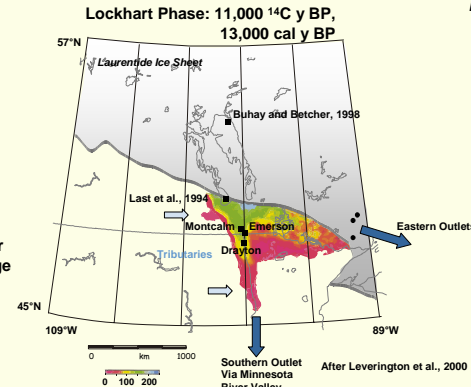 Lockhart Phase: 11,000 ¹⁴C y BP,
13,000 cal y BP
57°N
Laurentide Ice Sheet
Buhay and Betcher, 1998
Last et al., 1994
Montcalm
Emerson
Eastern Outlets
Drayton
Tributaries
45°N
109°W
89°W
0 km 1000
0 100 200
Southern Outlet
Via Minnesota
River Valley
After Leverington et al., 2000